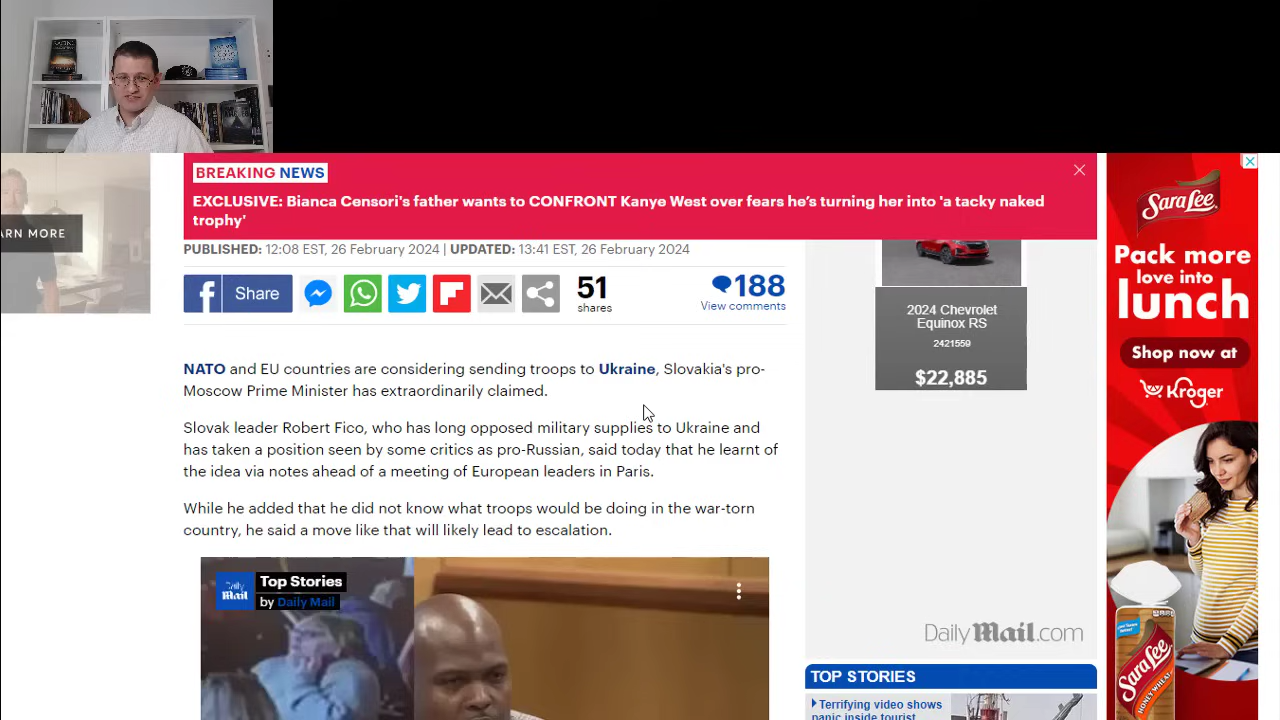 ARN MORE
BREAKING NEWS
EXCLUSIVE: Bianca Censori's father wants to CONFRONT Kanye West over fears he's turning her into 'a tacky naked
trophy'
PUBLISHED: 12:08 EST, 26 February 2024 | UPDATED: 13:41 EST, 26 February 2024
f Share
51
shares
188
View comments
NATO and EU countries are considering sending troops to Ukraine, Slovakia's pro-
Moscow Prime Minister has extraordinarily claimed.
Slovak leader Robert Fico, who has long opposed military supplies to Ukraine and
has taken a position seen by some critics as pro-Russian, said today that he learnt of
the idea via notes ahead of a meeting of European leaders in Paris.
While he added that he did not know what troops would be doing in the war-torn
country, he said a move like that will likely lead to escalation.
Daily Mail
Top Stories
by Daily Mail
2024 Chevrolet
Equinox RS
2421559
$22,885
DailyMail.com
TOP STORIES
Terrifying video shows
panic inside tourist
Sara Lee
Pack more
love into
lunch
Shop now at
Kroger
Sara Lee
HONEY WHEAT